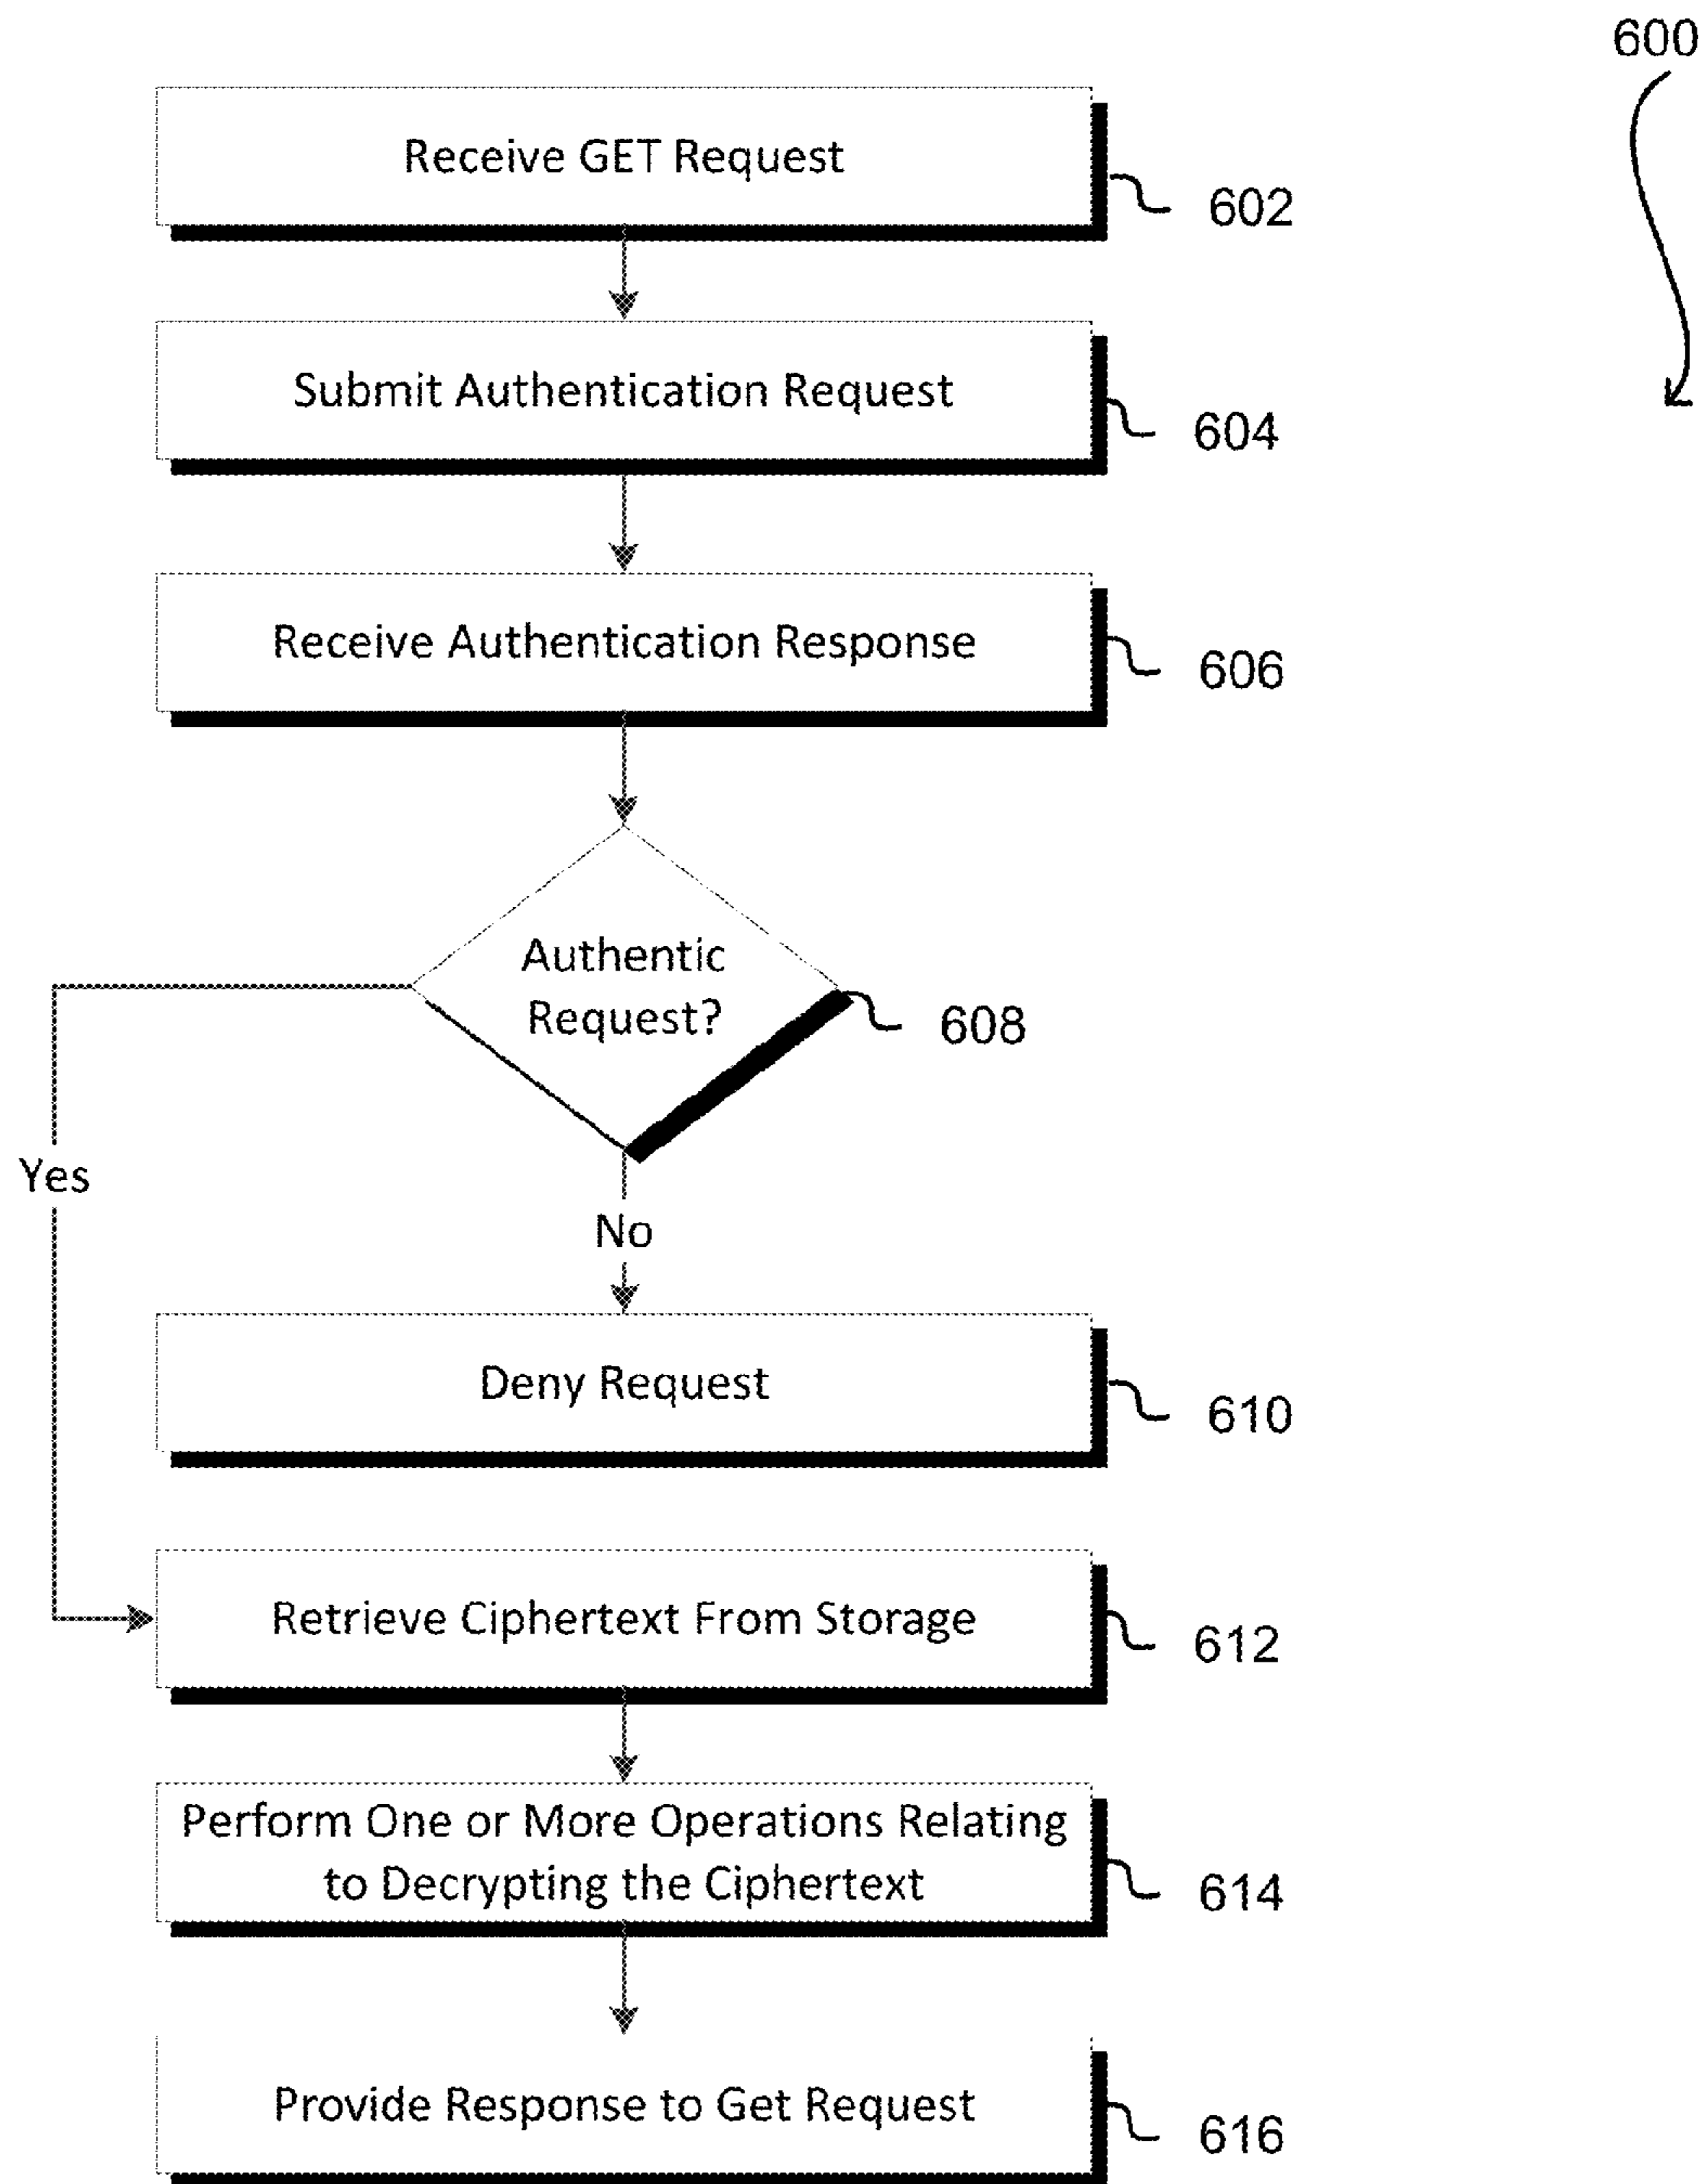 600
Receive GET Request
602
Submit Authentication Request
604
Receive Authentication Response
606
Authentic
Request?
608
Yes
No
Deny Request
610
Retrieve Ciphertext From Storage
612
Perform One or More Operations Relating
to Decrypting the Ciphertext
614
Provide Response to Get Request
616